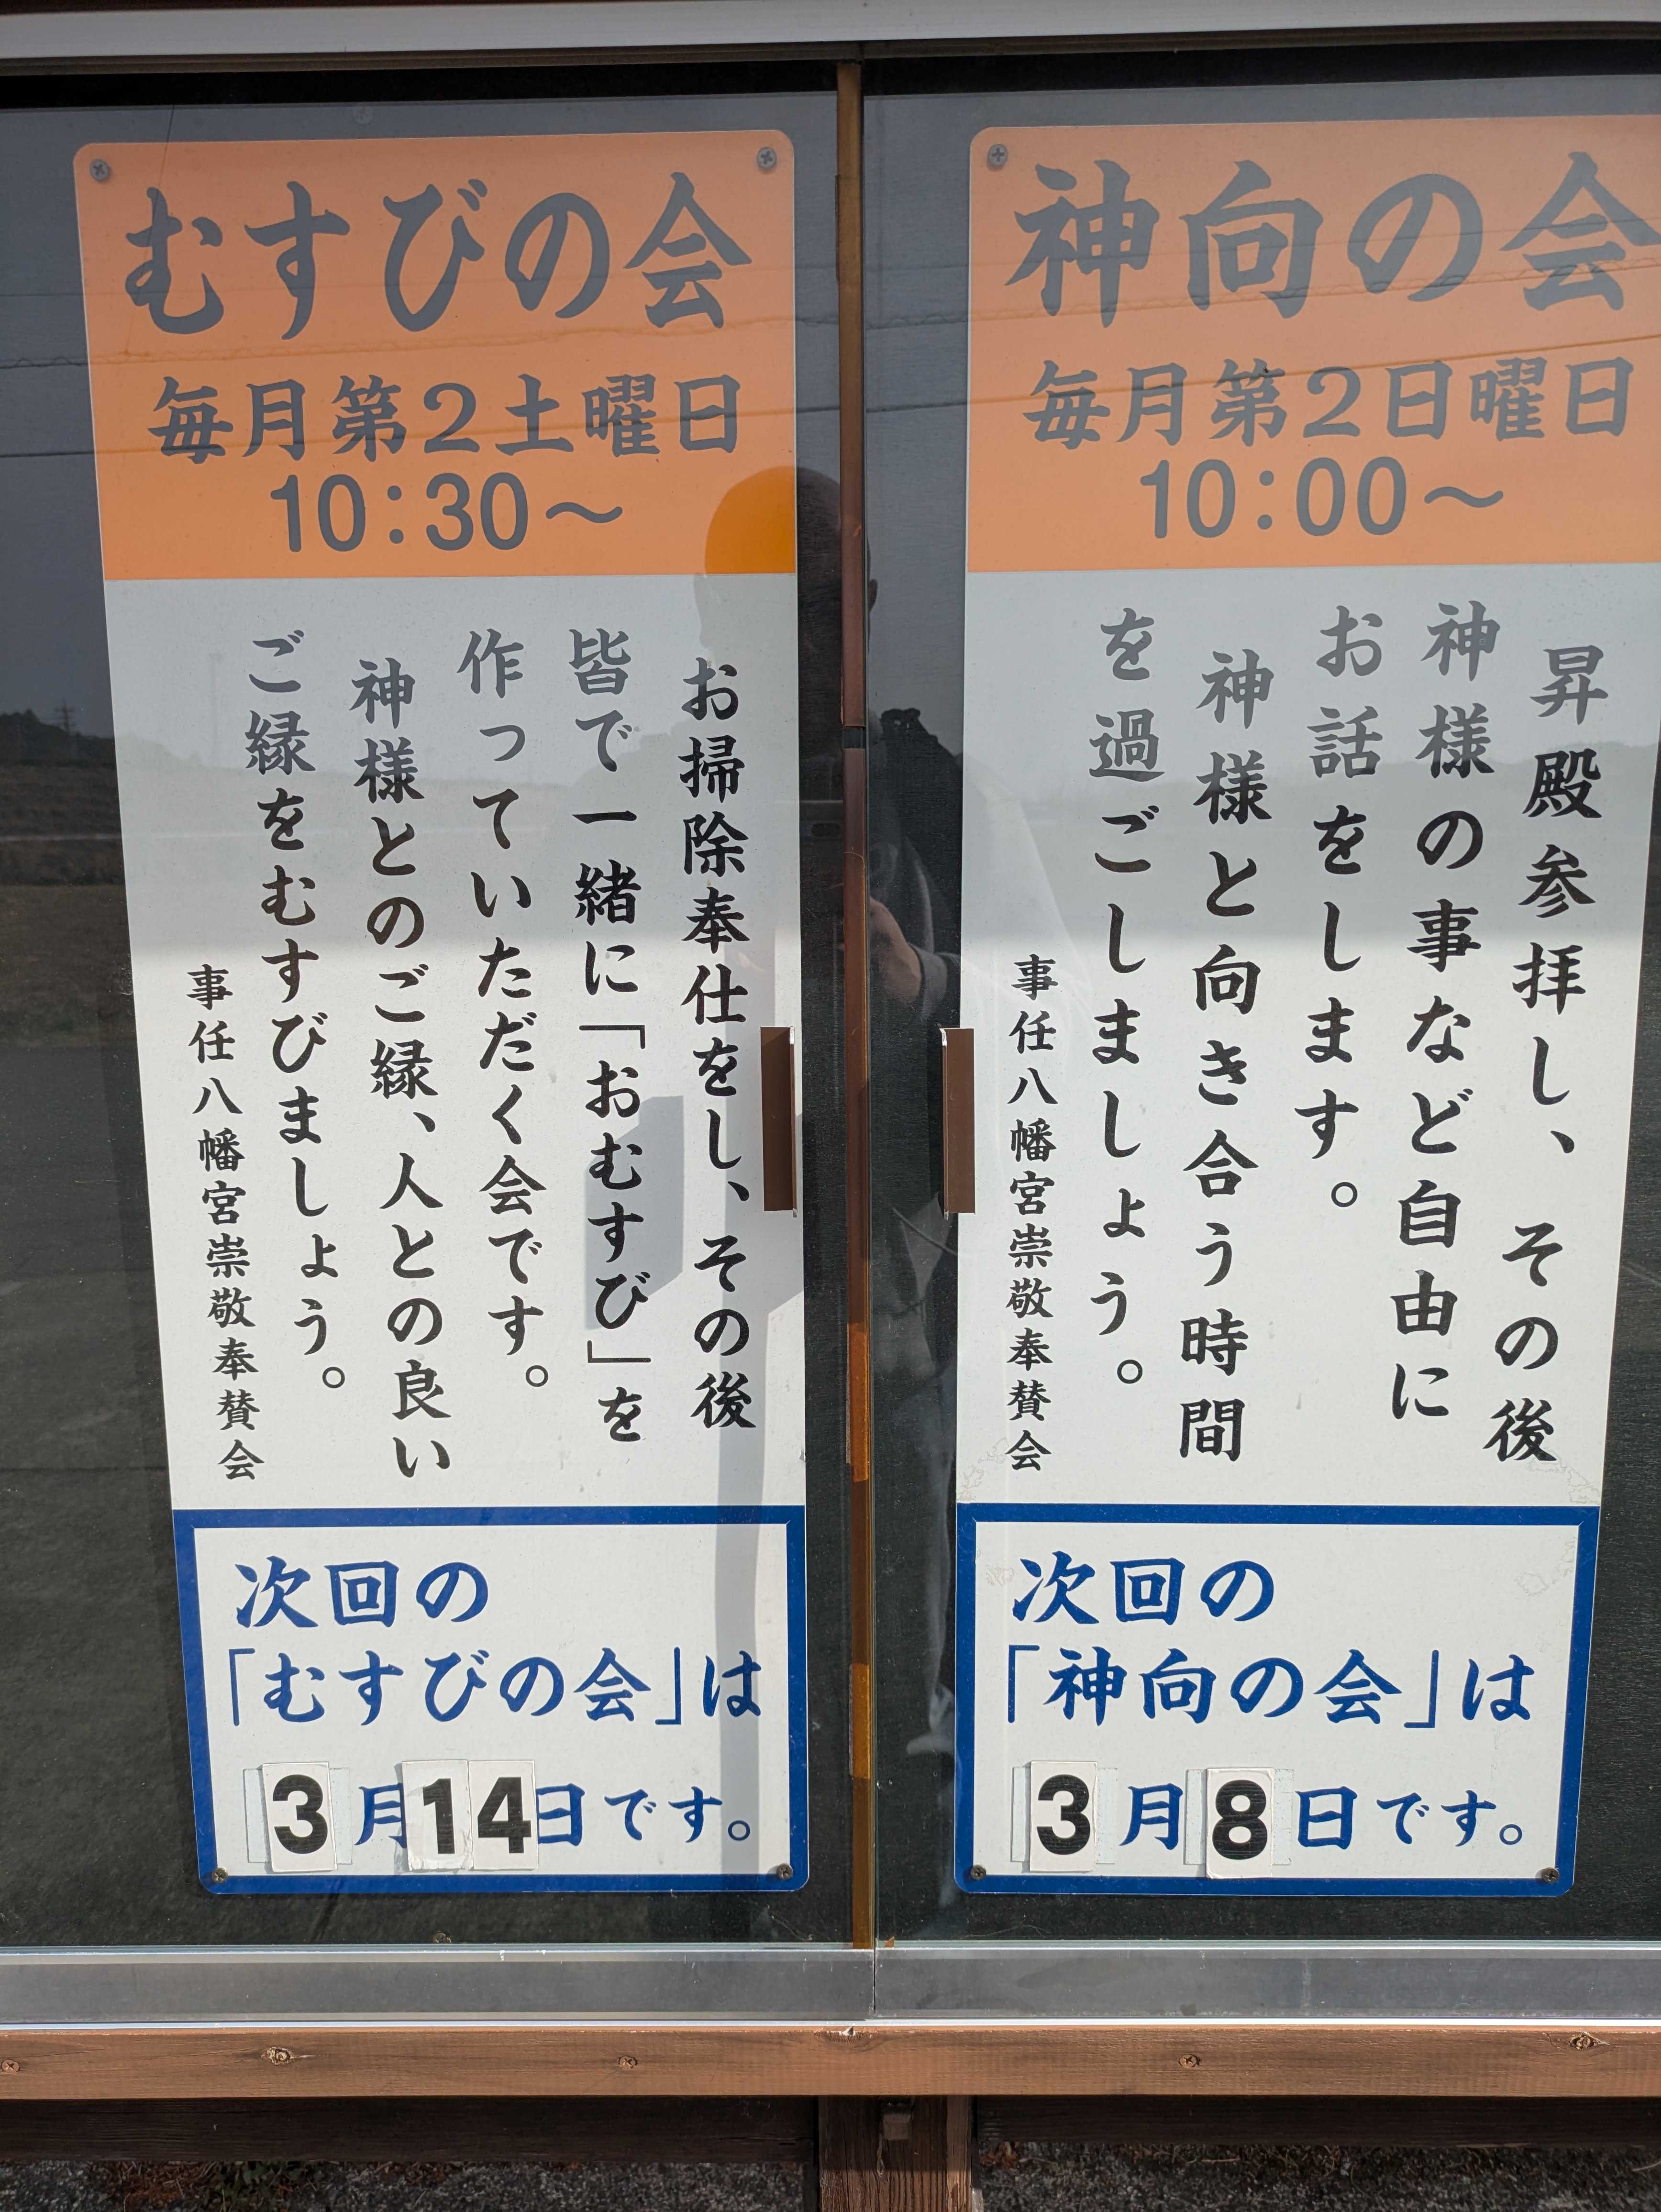 むすびの会
毎月第2土曜日
10:30～
お掃除奉仕をし、その後
皆で一緒に「おむすび」を
作っていただく会です。
神様とのご縁、人との良い
ご縁をむすびましょう。
事任八幡宮崇敬奉賛会
次回の
「むすびの会」は
3月14日です。
神向の会
毎月第2日曜日
10:00～
昇殿参拝し、その後
神様の事など自由に
お話をします。
神様と向き合う時間
を過ごしましょう。
事任八幡宮崇敬奉賛会
次回の
「神向の会」は
3月8日です。